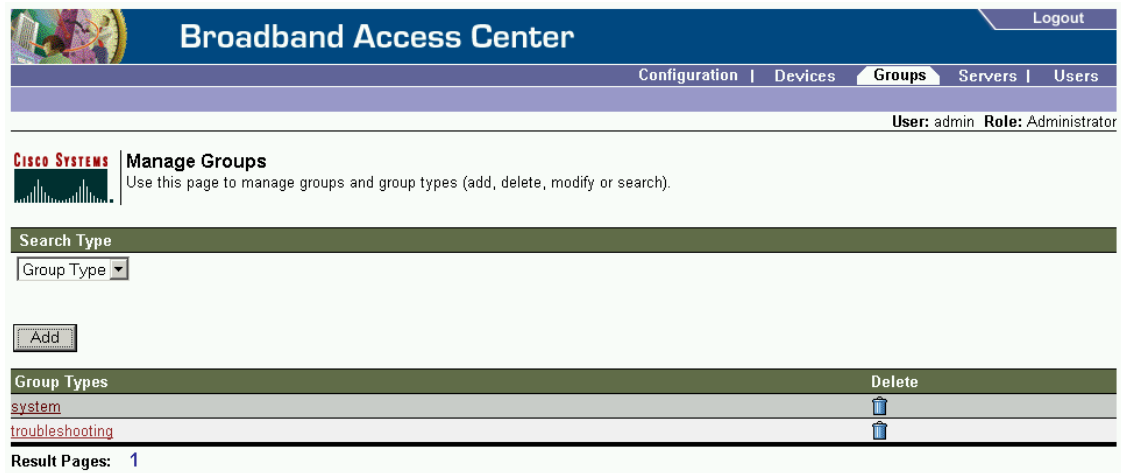 Logout
Broadband Access Center
Configuration | Devices Groups Servers | Users
User: admin Role: Administrator
CISCO SYSTEMS
Manage Groups
Use this page to manage groups and group types (add, delete, modify or search).
Search Type
Group Type
Add
Group Types Delete
system
troubleshooting
Result Pages: 1